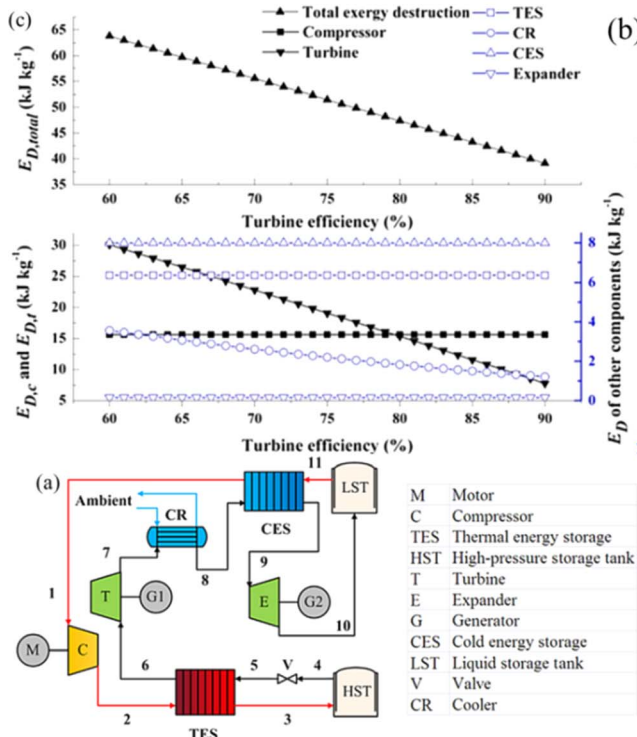 (c)
Total exergy destruction
Compressor
Turbine
TES
CR
CES
Expander
(b)
E_{D,total} (kJ kg⁻¹)
65
60
55
50
45
40
35
60 65 70 75 80 85 90
Turbine efficiency (%)
E_{D,c} and E_{D,t} (kJ kg⁻¹)
30
25
20
15
10
5
8
6
4
2
0
E_D of other components (kJ kg⁻¹)
60 65 70 75 80 85 90
Turbine efficiency (%)
(a)
Ambient
CR
CES
11
LST
7
8
9
10
1
T
G1
E
G2
M
C
6
5
V
4
HST
2
TES
3
M Motor
C Compressor
TES Thermal energy storage
HST High-pressure storage tank
T Turbine
E Expander
G Generator
CES Cold energy storage
LST Liquid storage tank
V Valve
CR Cooler